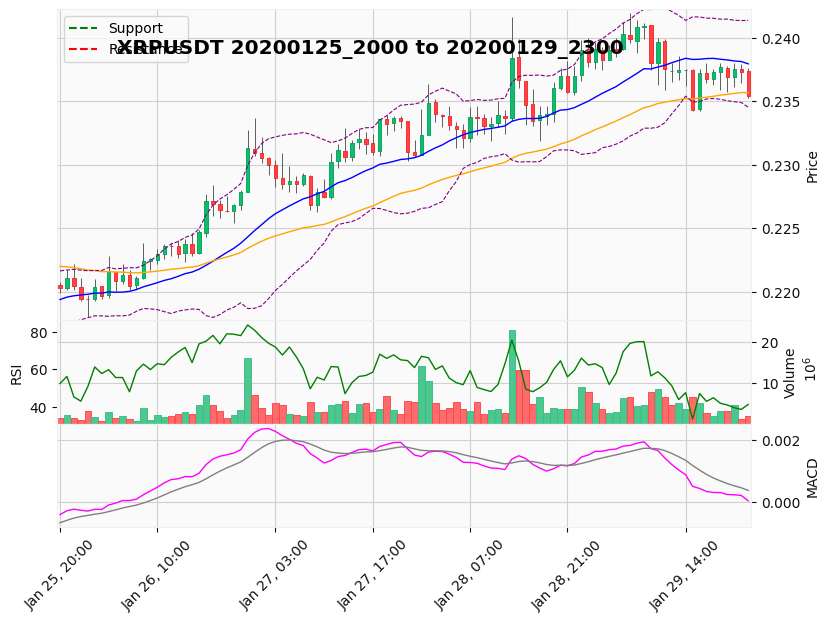 XRPUSDT 20200125_2000 to 20200129_2300
Support
Resistance
0.240
0.235
0.230
0.225
0.220
Price
80
60
40
RSI
20
10
Volume
10⁶
0.002
0.000
MACD
Jan 25, 20:00
Jan 26, 10:00
Jan 27, 03:00
Jan 27, 17:00
Jan 28, 07:00
Jan 28, 21:00
Jan 29, 14:00